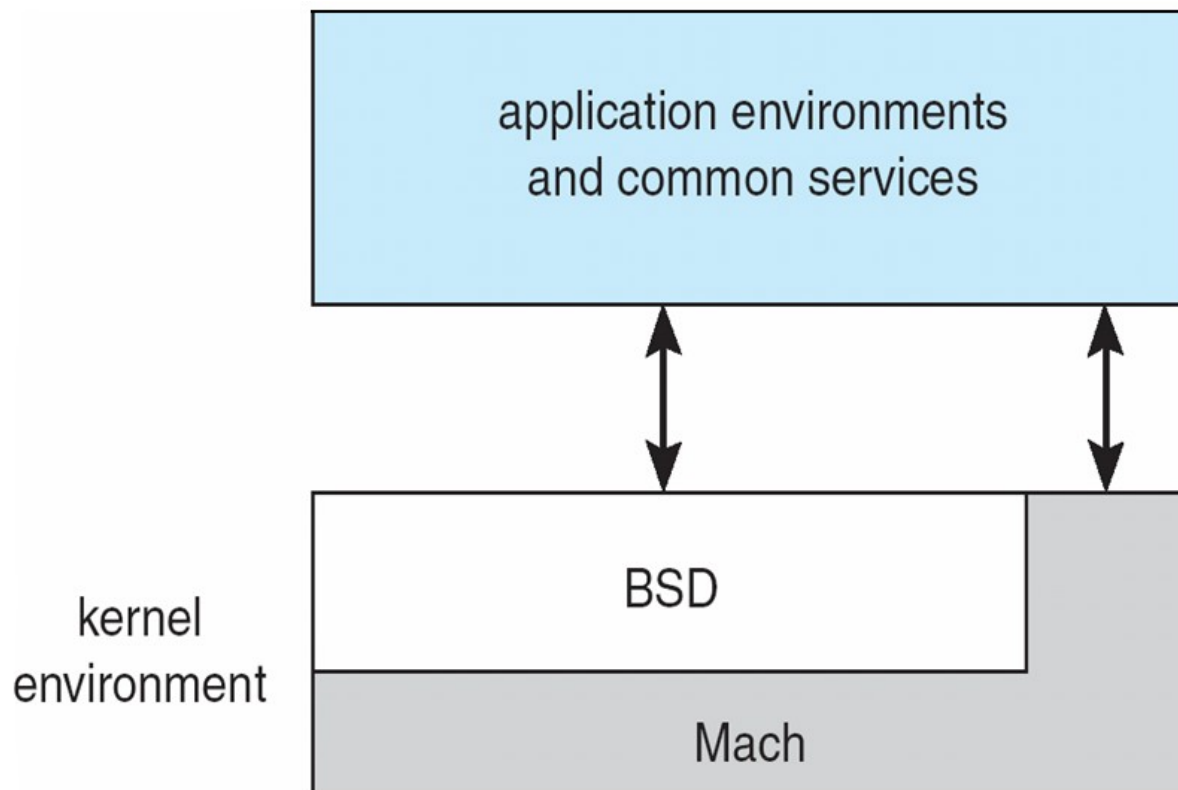 application environments
and common services
BSD
kernel
environment
Mach